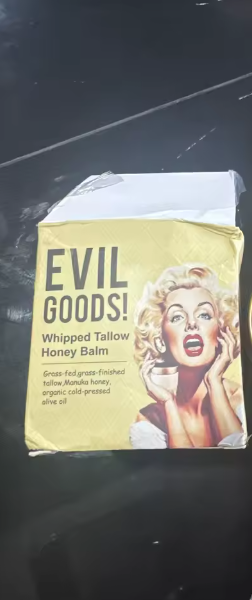 EVIL
GOODS!
Whipped Tallow
Honey Balm
Grass-fed,grass-finished
tallow,Manuka honey,
organic cold-pressed
olive oil